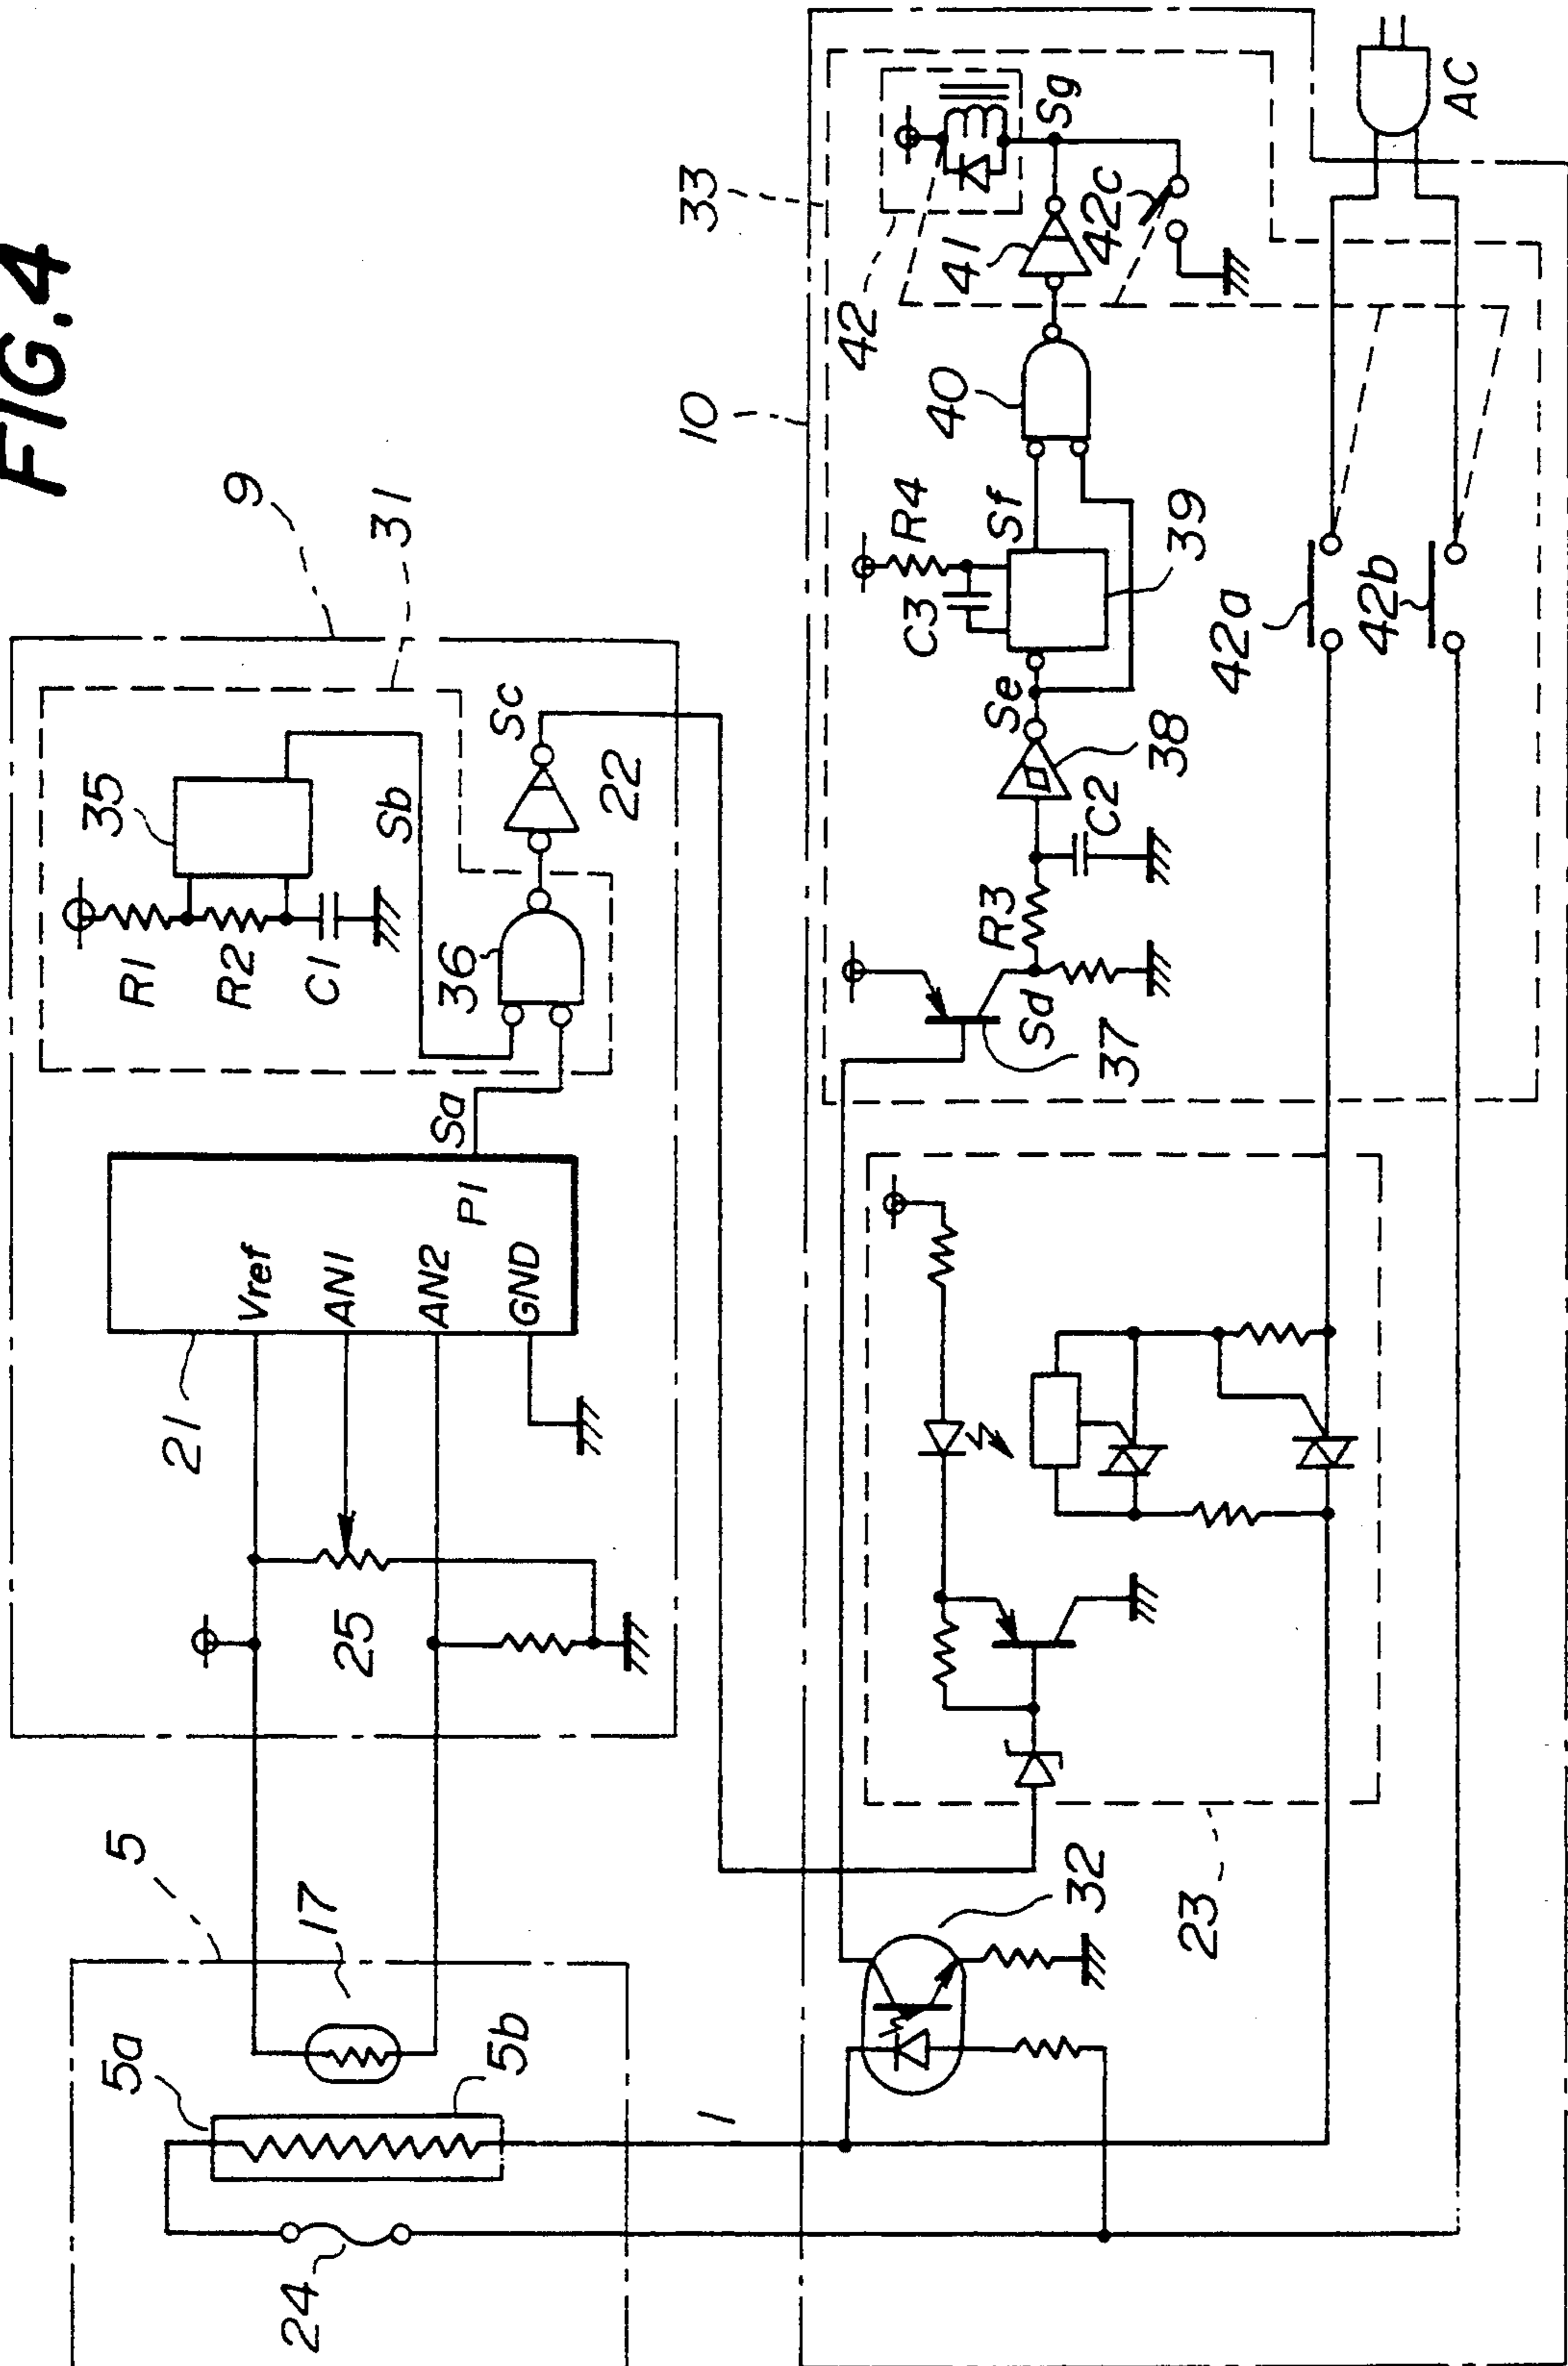 FIG.4
5
5a
5b
17
24
9
21
Vref
AN1
AN2
GND
P1
Sa
25
31
35
R1
R2
C1
Sb
36
Sc
22
1
10
33
32
23
37
Sd
R3
C2
38
Se
C3
R4
39
Sf
40
41
42
42c
Sg
42a
42b
AC